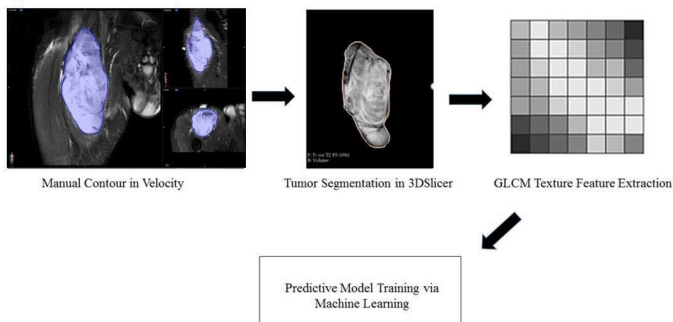 Manual Contour in Velocity
Tumor Segmentation in 3DSlicer
GLCM Texture Feature Extraction
Predictive Model Training via
Machine Learning